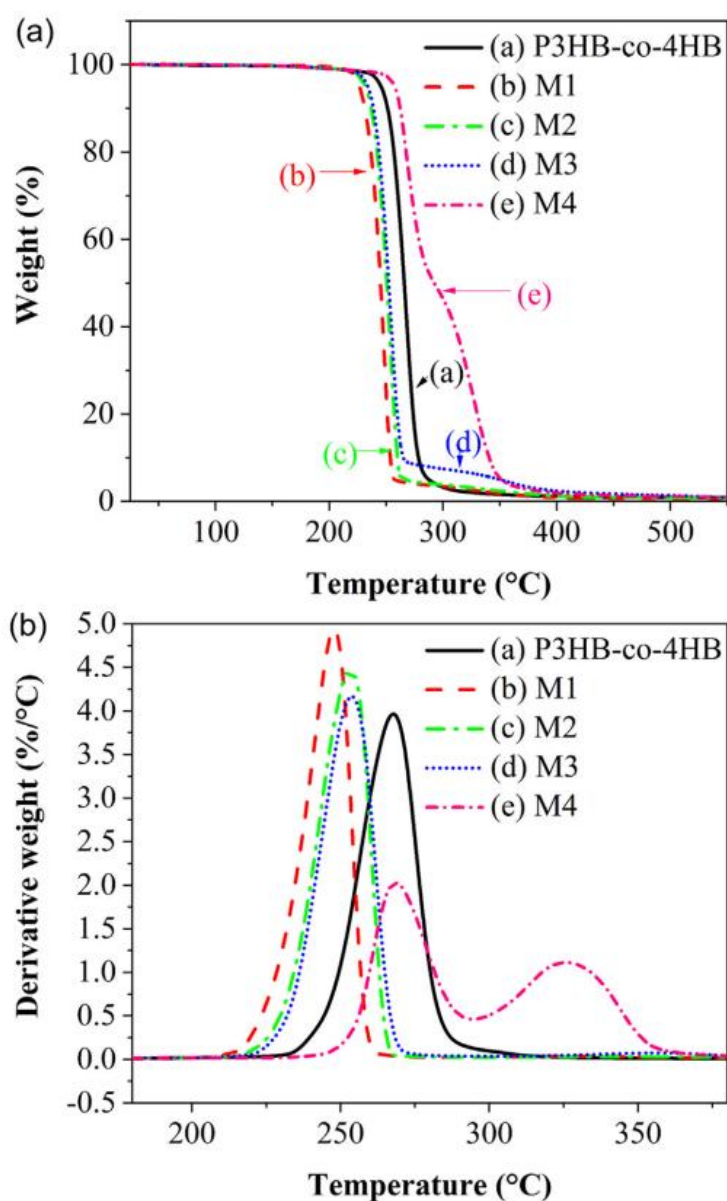 (a)
(a) P3HB-co-4HB
(b) M1
(c) M2
(d) M3
(e) M4
100
80
60
40
20
0
Weight (%)
(b)
(e)
(a)
(d)
(c)
100
200
300
400
500
Temperature (°C)
(b)
(a) P3HB-co-4HB
(b) M1
(c) M2
(d) M3
(e) M4
5.0
4.5
4.0
3.5
3.0
2.5
2.0
1.5
1.0
0.5
0.0
-0.5
Derivative weight (%/°C)
200
250
300
350
Temperature (°C)